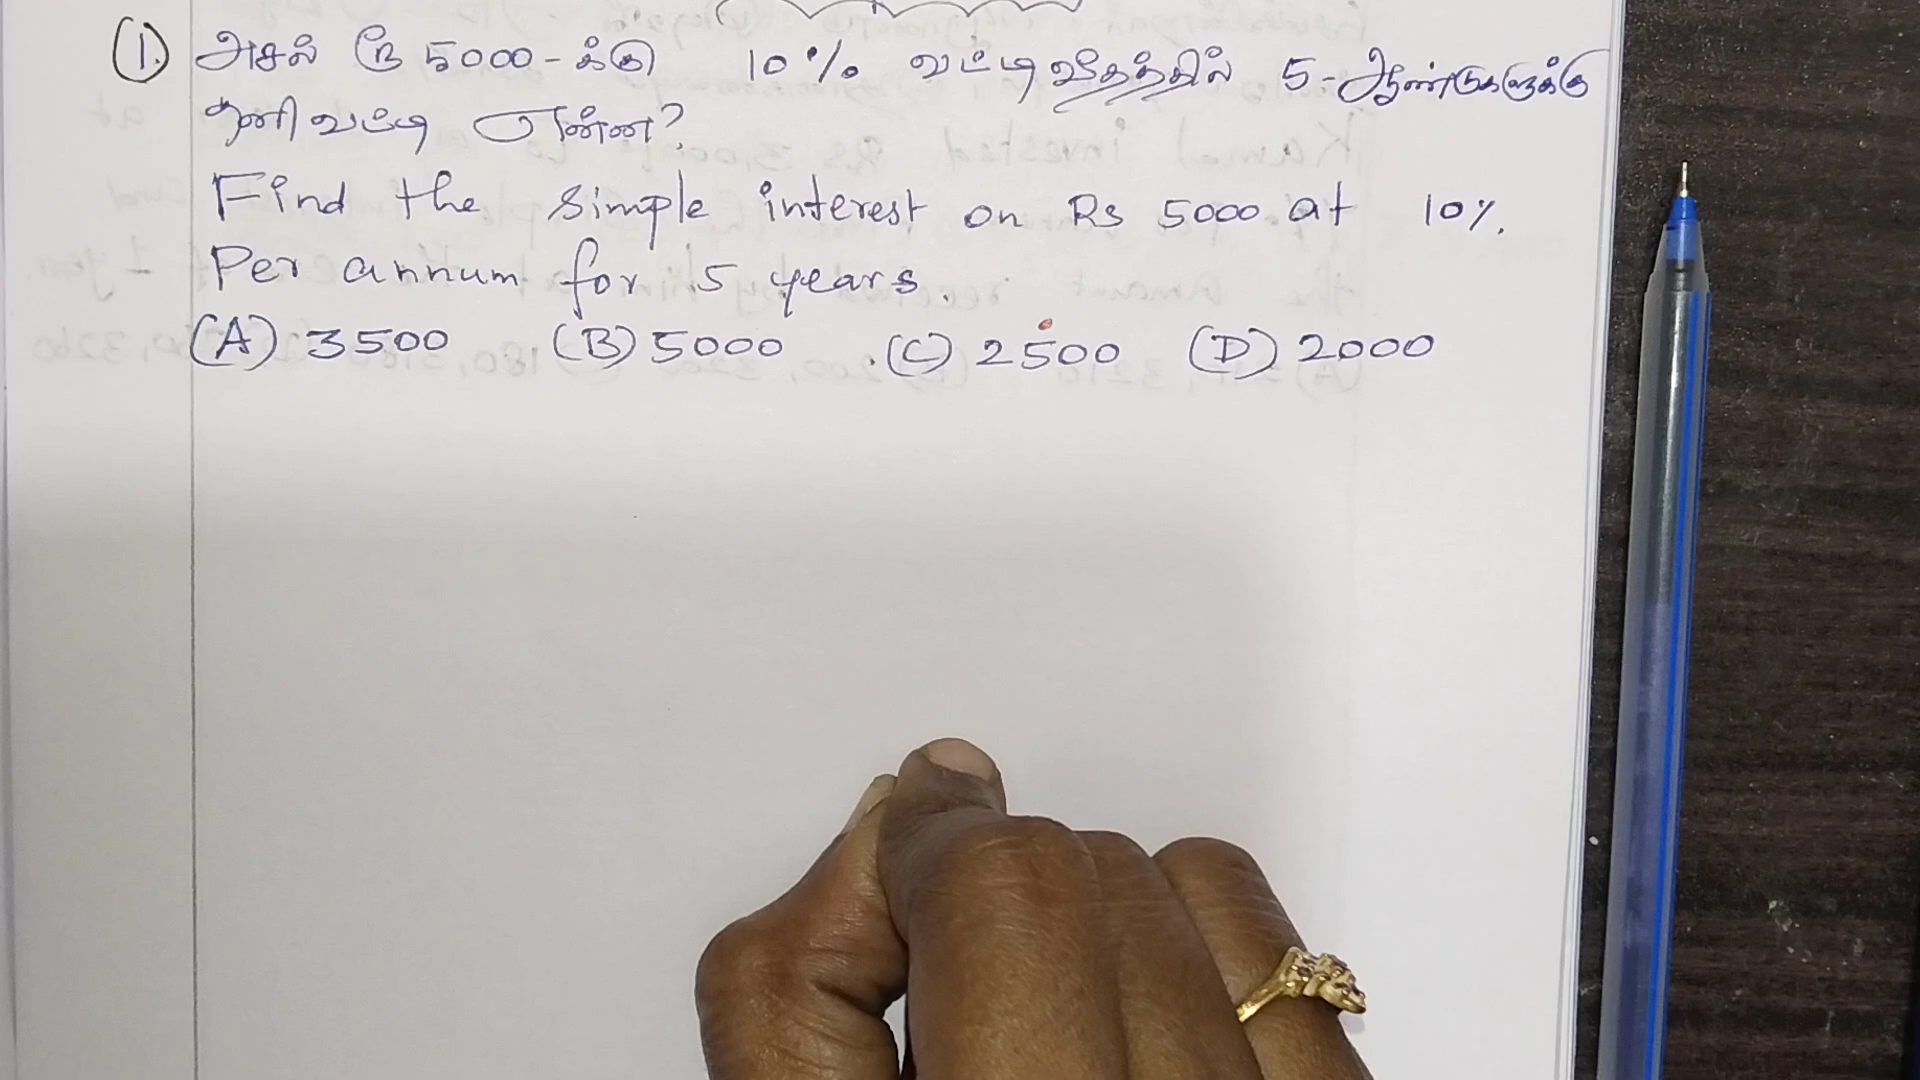 1. அசல் ரூ 5000-க்கு 10% வட்டிவீதத்தில் 5-ஆண்டுகளுக்கு
தனிவட்டி என்ன?
Find the simple interest on Rs 5000 at 10%.
Per annum for 5 years.
(A) 3500 (B) 5000 (C) 2500 (D) 2000